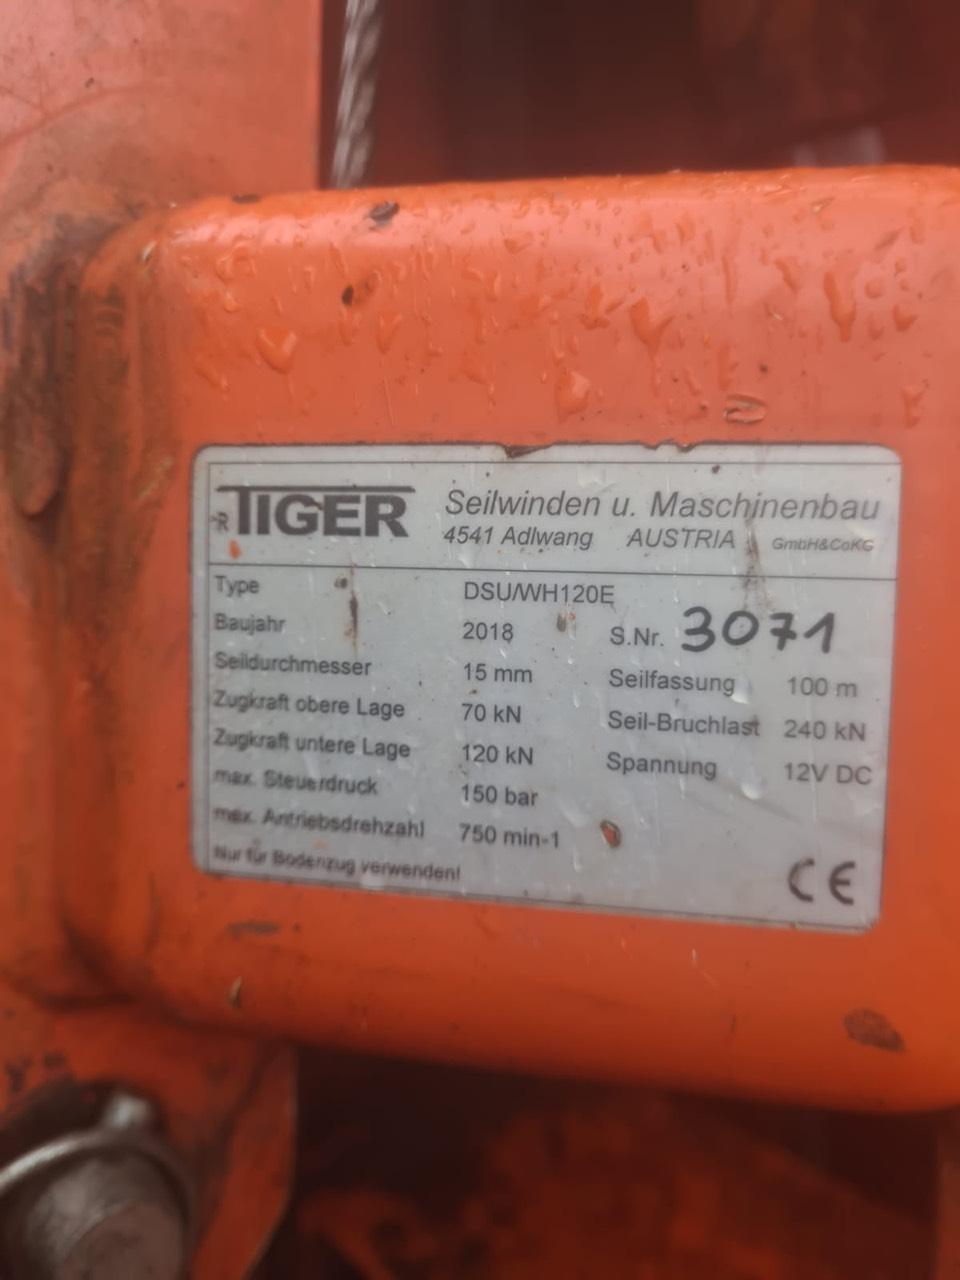 RTIGER Seilwinden u. Maschinenbau
4541 Adlwang AUSTRIA GmbH&CoKG
Type DSU/WH120E
Baujahr 2018 S.Nr. 3071
Seildurchmesser 15 mm Seilfassung 100 m
Zugkraft obere Lage 70 kN Seil-Bruchlast 240 kN
Zugkraft untere Lage 120 kN Spannung 12V DC
max. Steuerdruck 150 bar
max. Antriebsdrehzahl 750 min-1
Nur für Bodenzug verwenden! CE